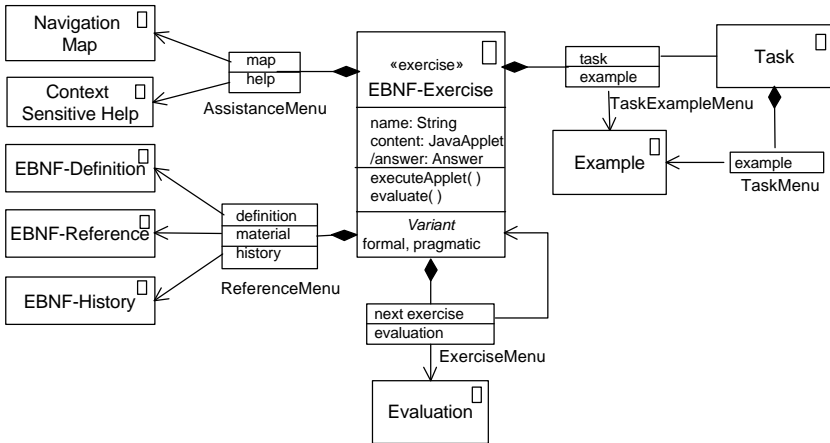 Navigation
Map
Context
Sensitive Help
map
help
AssistanceMenu
«exercise»
EBNF-Exercise
name: String
content: JavaApplet
/answer: Answer
executeApplet( )
evaluate( )
Variant
formal, pragmatic
task
example
TaskExampleMenu
Task
Example
example
TaskMenu
EBNF-Definition
EBNF-Reference
EBNF-History
definition
material
history
ReferenceMenu
next exercise
evaluation
ExerciseMenu
Evaluation